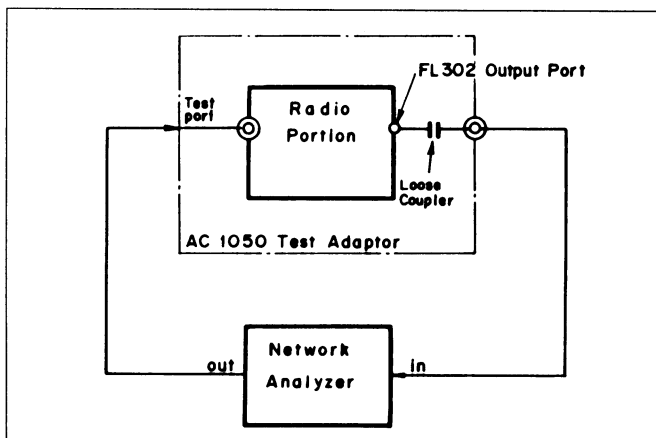 FL302 Output Port
Test
port
Radio
Portion
Loose
Coupler
AC 1050 Test Adaptor
out
Network
Analyzer
in